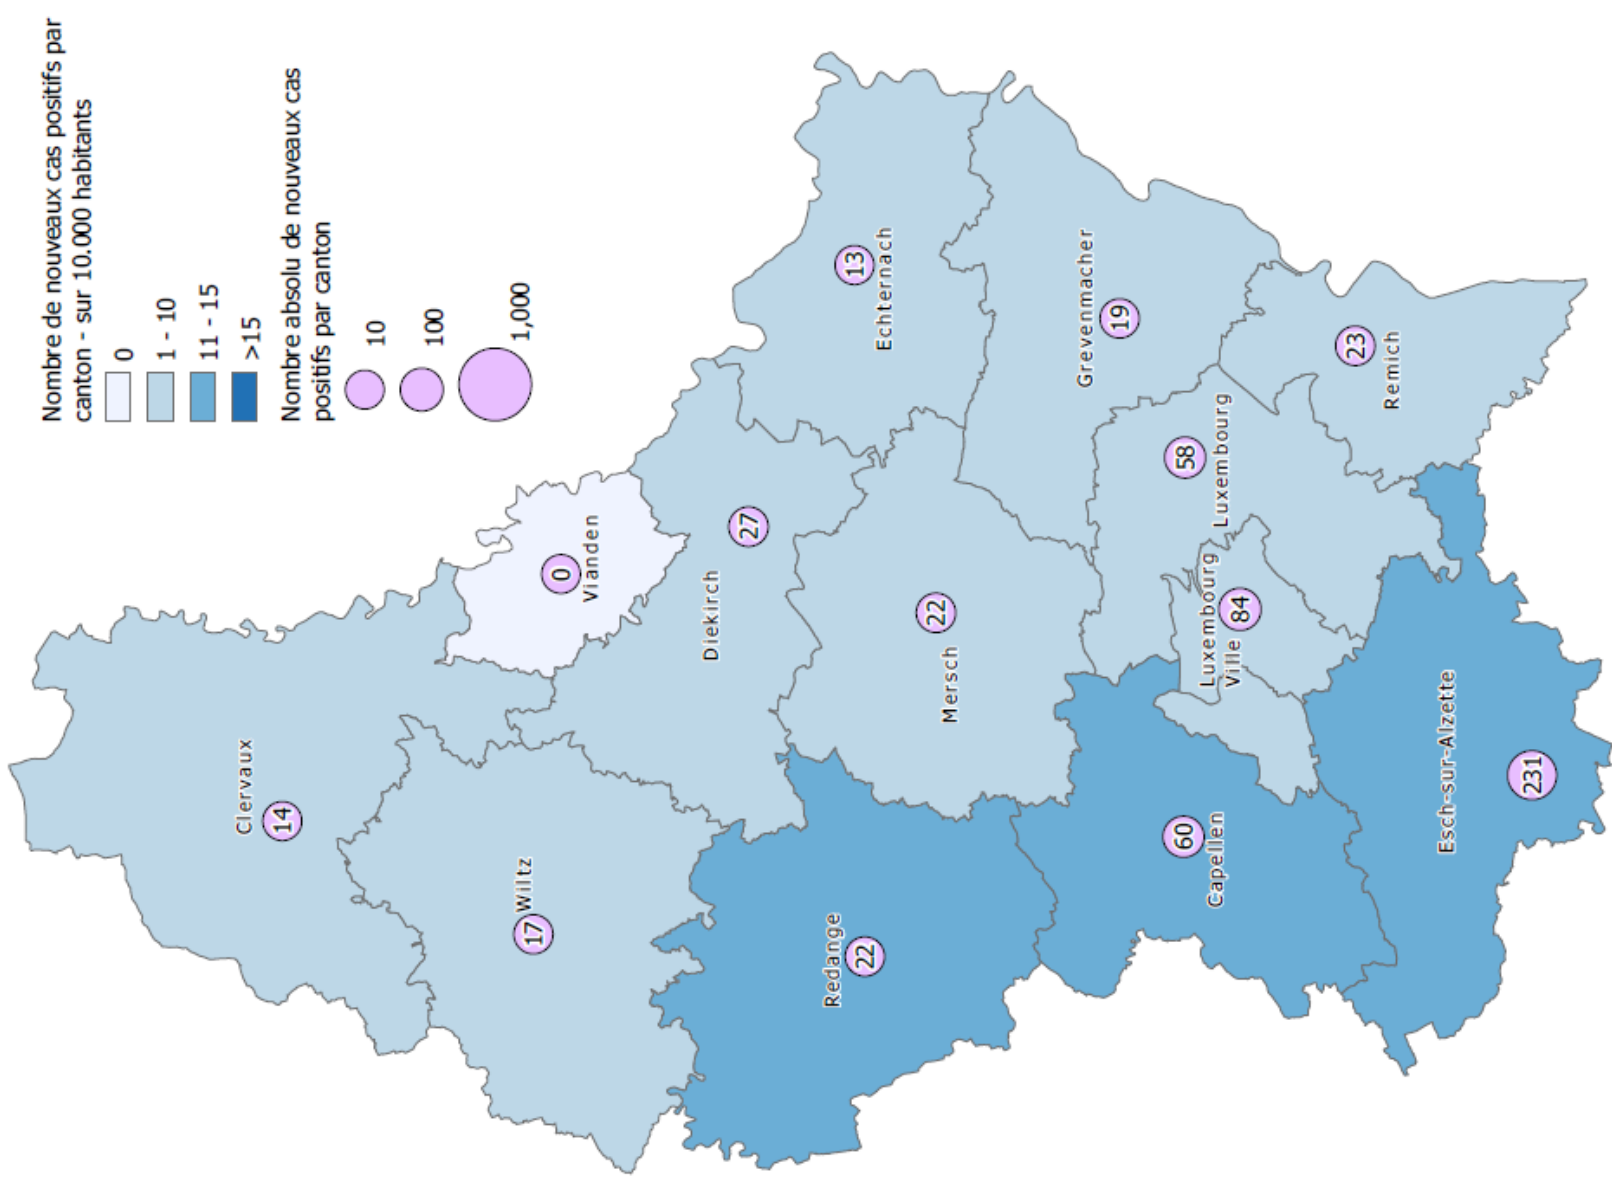 Nombre de nouveaux cas positifs par
canton - sur 10.000 habitants
0
1 - 10
11 - 15
>15
Nombre absolu de nouveaux cas
positifs par canton
10
100
1,000
Clervaux
14
Wiltz
17
Vianden
0
Diekirch
27
Redange
22
Mersch
22
Echternach
13
Grevenmacher
19
Capellen
60
Luxembourg
Ville
84
Luxembourg
58
Remich
23
Esch-sur-Alzette
231